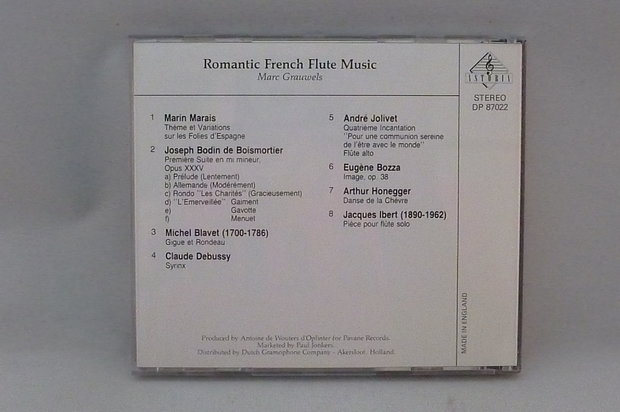 Romantic French Flute Music
Marc Grauwels
ASTORIA
STEREO
DP 87022
1 Marin Marais
Thème et Variations
sur les Folies d'Espagne
2 Joseph Bodin de Boismortier
Première Suite en mi mineur,
Opus XXXV
a) Prélude (Lentement)
b) Allemande (Modérément)
c) Rondo "Les Charités" (Gracieusement)
d) "L'Emerveillée" Gaiment
e) Gavotte
f) Menuet
3 Michel Blavet (1700-1786)
Gigue et Rondeau
4 Claude Debussy
Syrinx
5 André Jolivet
Quatrième Incantation
"Pour une communion sereine
de l'être avec le monde"
Flûte alto
6 Eugène Bozza
Image, op. 38
7 Arthur Honegger
Danse de la Chèvre
8 Jacques Ibert (1890-1962)
Pièce pour flûte solo
MADE IN ENGLAND
Produced by Antoine de Wouters d'Oplinter for Pavane Records.
Marketed by Paul Jonkers.
Distributed by Dutch Gramophone Company - Akersloot, Holland.